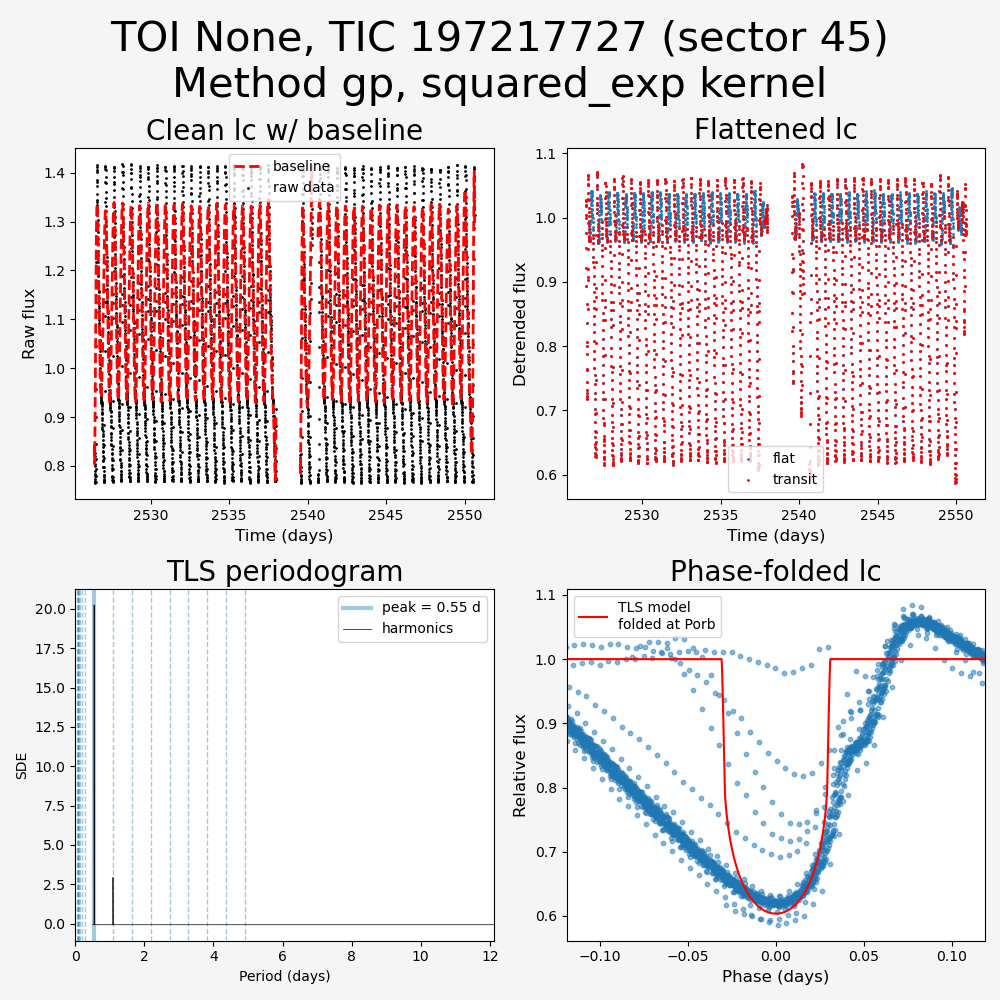 TOI None, TIC 197217727 (sector 45)
Method gp, squared_exp kernel
Clean lc w/ baseline
baseline
raw data
Raw flux
1.4
1.3
1.2
1.1
1.0
0.9
0.8
2530
2535
2540
2545
2550
Time (days)
Flattened lc
flat
transit
Detrended flux
1.1
1.0
0.9
0.8
0.7
0.6
2530
2535
2540
2545
2550
Time (days)
TLS periodogram
peak = 0.55 d
harmonics
SDE
20.0
17.5
15.0
12.5
10.0
7.5
5.0
2.5
0.0
0
2
4
6
8
10
12
Period (days)
Phase-folded lc
TLS model
folded at Porb
Relative flux
1.1
1.0
0.9
0.8
0.7
0.6
−0.10
−0.05
0.00
0.05
0.10
Phase (days)